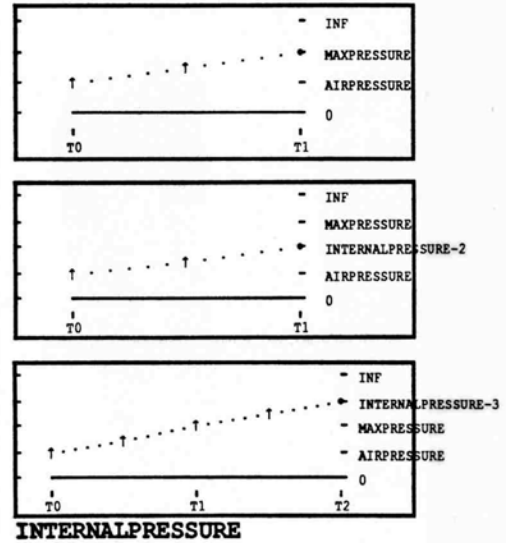 INF
MAXPRESSURE
AIRPRESSURE
0
T0 T1
INF
MAXPRESSURE
INTERNALPRESSURE-2
AIRPRESSURE
0
T0 T1
INF
INTERNALPRESSURE-3
MAXPRESSURE
AIRPRESSURE
0
T0 T1 T2
INTERNALPRESSURE